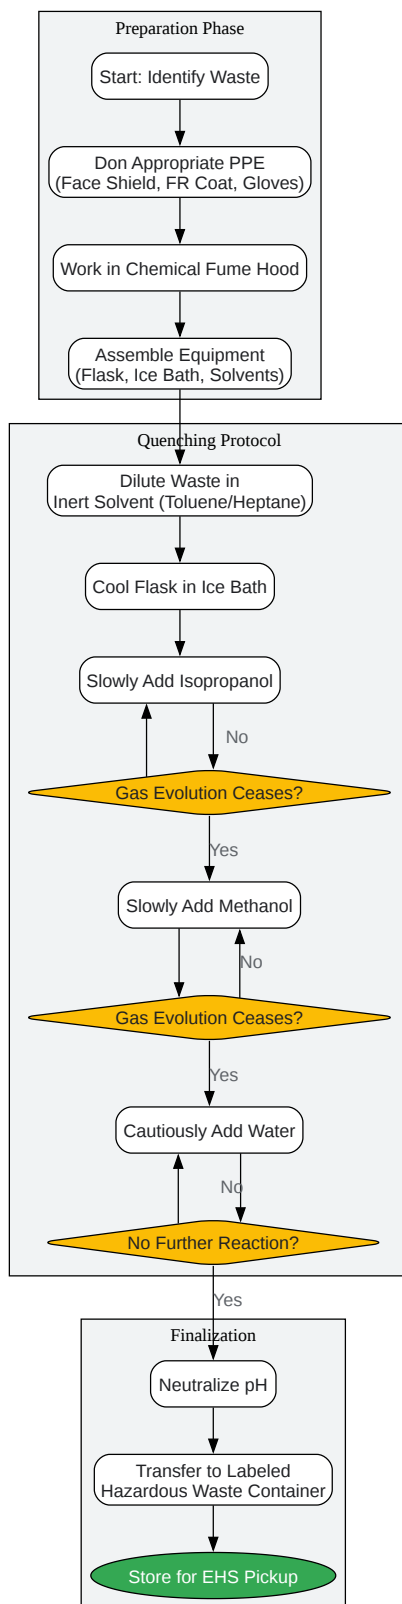 Preparation Phase
Start: Identify Waste
Don Appropriate PPE
(Face Shield, FR Coat, Gloves)
Work in Chemical Fume Hood
Assemble Equipment
(Flask, Ice Bath, Solvents)
Quenching Protocol
Dilute Waste in
Inert Solvent (Toluene/Heptane)
Cool Flask in Ice Bath
Slowly Add Isopropanol
No
Gas Evolution Ceases?
Yes
Slowly Add Methanol
No
Gas Evolution Ceases?
Yes
Cautiously Add Water
No
No Further Reaction?
Yes
Finalization
Neutralize pH
Transfer to Labeled
Hazardous Waste Container
Store for EHS Pickup